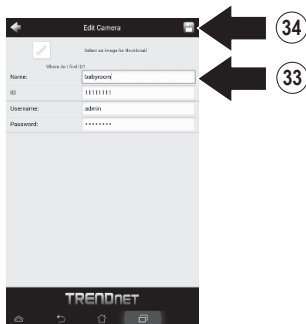 Edit Camera
34
Select an image for thumbnail
Where do I find ID?
Name: babyroom
33
ID 11111111
Username: admin
Password: ********
TRENDNET